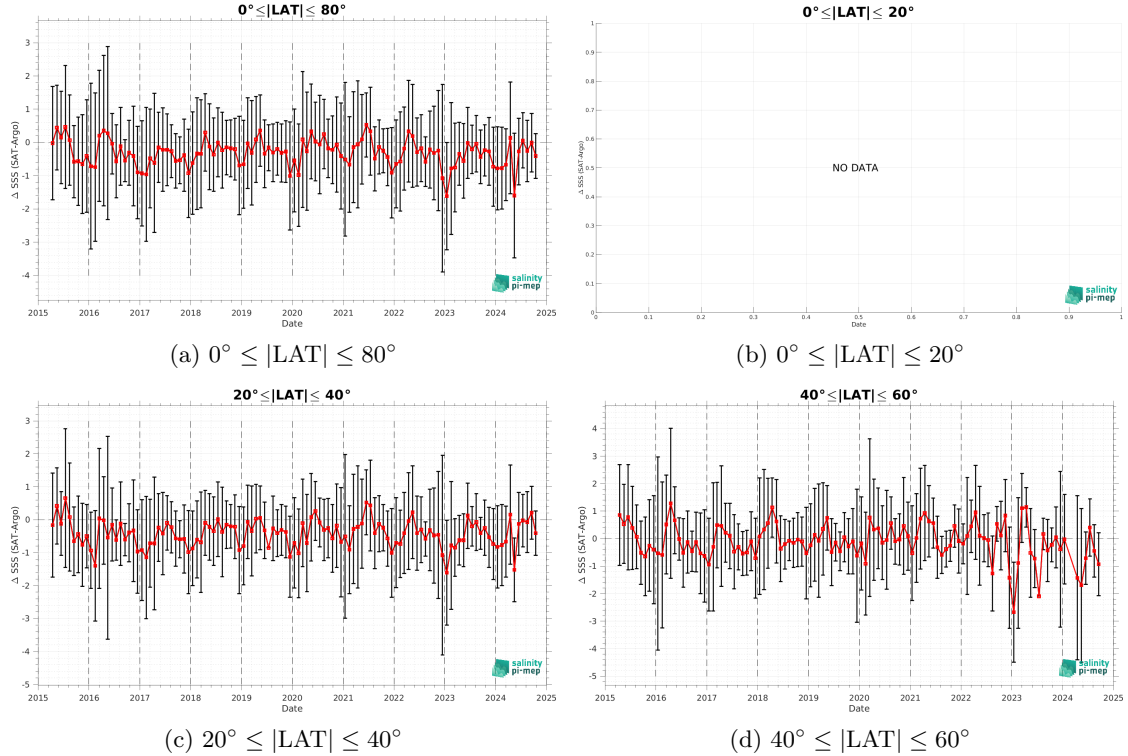 0°≤|LAT|≤ 80°
3
2
1
0
-1
-2
-3
-4
Δ SSS (SAT-Argo)
2015 2016 2017 2018 2019 2020 2021 2022 2023 2024 2025
Date
salinity
pi-mep
(a) 0° ≤ |LAT| ≤ 80°
0°≤|LAT|≤ 20°
1
0.9
0.8
0.7
0.6
0.5
0.4
0.3
0.2
0.1
0
Δ SSS (SAT-Argo)
NO DATA
0 0.1 0.2 0.3 0.4 0.5 0.6 0.7 0.8 0.9 1
Date
salinity
pi-mep
(b) 0° ≤ |LAT| ≤ 20°
20°≤|LAT|≤ 40°
3
2
1
0
-1
-2
-3
-4
-5
Δ SSS (SAT-Argo)
2015 2016 2017 2018 2019 2020 2021 2022 2023 2024 2025
Date
salinity
pi-mep
(c) 20° ≤ |LAT| ≤ 40°
40°≤|LAT|≤ 60°
4
3
2
1
0
-1
-2
-3
-4
-5
Δ SSS (SAT-Argo)
2015 2016 2017 2018 2019 2020 2021 2022 2023 2024 2025
Date
salinity
pi-mep
(d) 40° ≤ |LAT| ≤ 60°